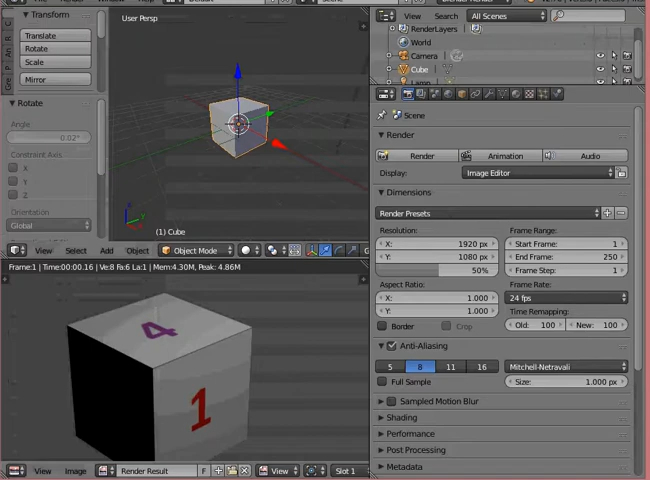 Transform
Translate
Rotate
Scale
Mirror
Rotate
Angle
0.02°
Constraint Axis
X
Y
Z
Orientation
Global
User Persp
(1) Cube
View Select Add Object Object Mode
Frame:1 | Time:00:00.16 | Ve:8 Fa:6 La:1 | Mem:4.30M, Peak: 4.86M
4
1
View Image Render Result F View Slot 1
View Search All Scenes
RenderLayers
World
Camera
Cube
Scene
Render
Render Animation Audio
Display: Image Editor
Dimensions
Render Presets
Resolution: Frame Range:
X: 1920 px Start Frame: 1
Y: 1080 px End Frame: 250
50% Frame Step: 1
Aspect Ratio: Frame Rate:
X: 1.000 24 fps
Y: 1.000 Time Remapping:
Border Crop Old: 100 New: 100
Anti-Aliasing
5 8 11 16 Mitchell-Netravali
Full Sample Size: 1.000 px
Sampled Motion Blur
Shading
Performance
Post Processing
Metadata